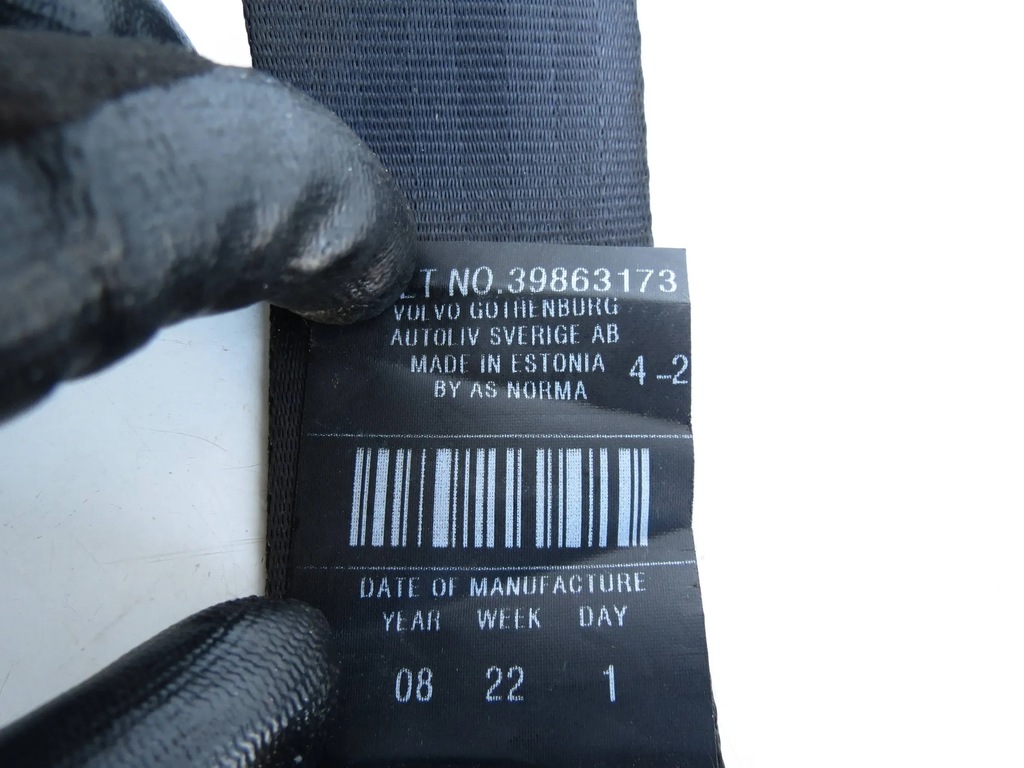 NO.39863173
VOLVO GOTHENBURG
AUTOLIV SVERIGE AB
MADE IN ESTONIA
4-2
BY AS NORMA
DATE OF MANUFACTURE
YEAR WEEK DAY
08 22 1